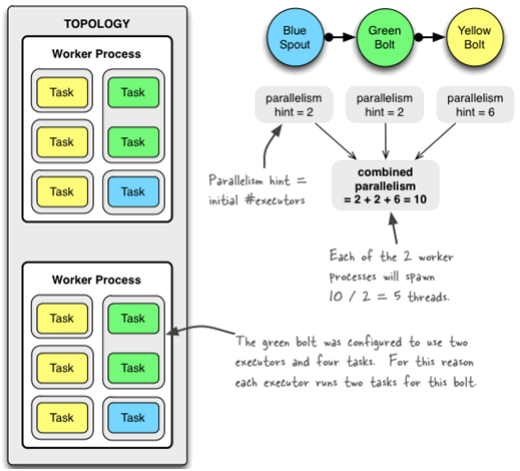 TOPOLOGY
Worker Process
Task
Task
Task
Task
Task
Task
Worker Process
Task
Task
Task
Task
Task
Task
Blue
Spout
Green
Bolt
Yellow
Bolt
parallelism
hint = 2
parallelism
hint = 2
parallelism
hint = 6
Parallelism hint =
initial #executors
combined
parallelism
= 2 + 2 + 6 = 10
Each of the 2 worker
processes will spawn
10 / 2 = 5 threads.
The green bolt was configured to use two
executors and four tasks. For this reason
each executor runs two tasks for this bolt.